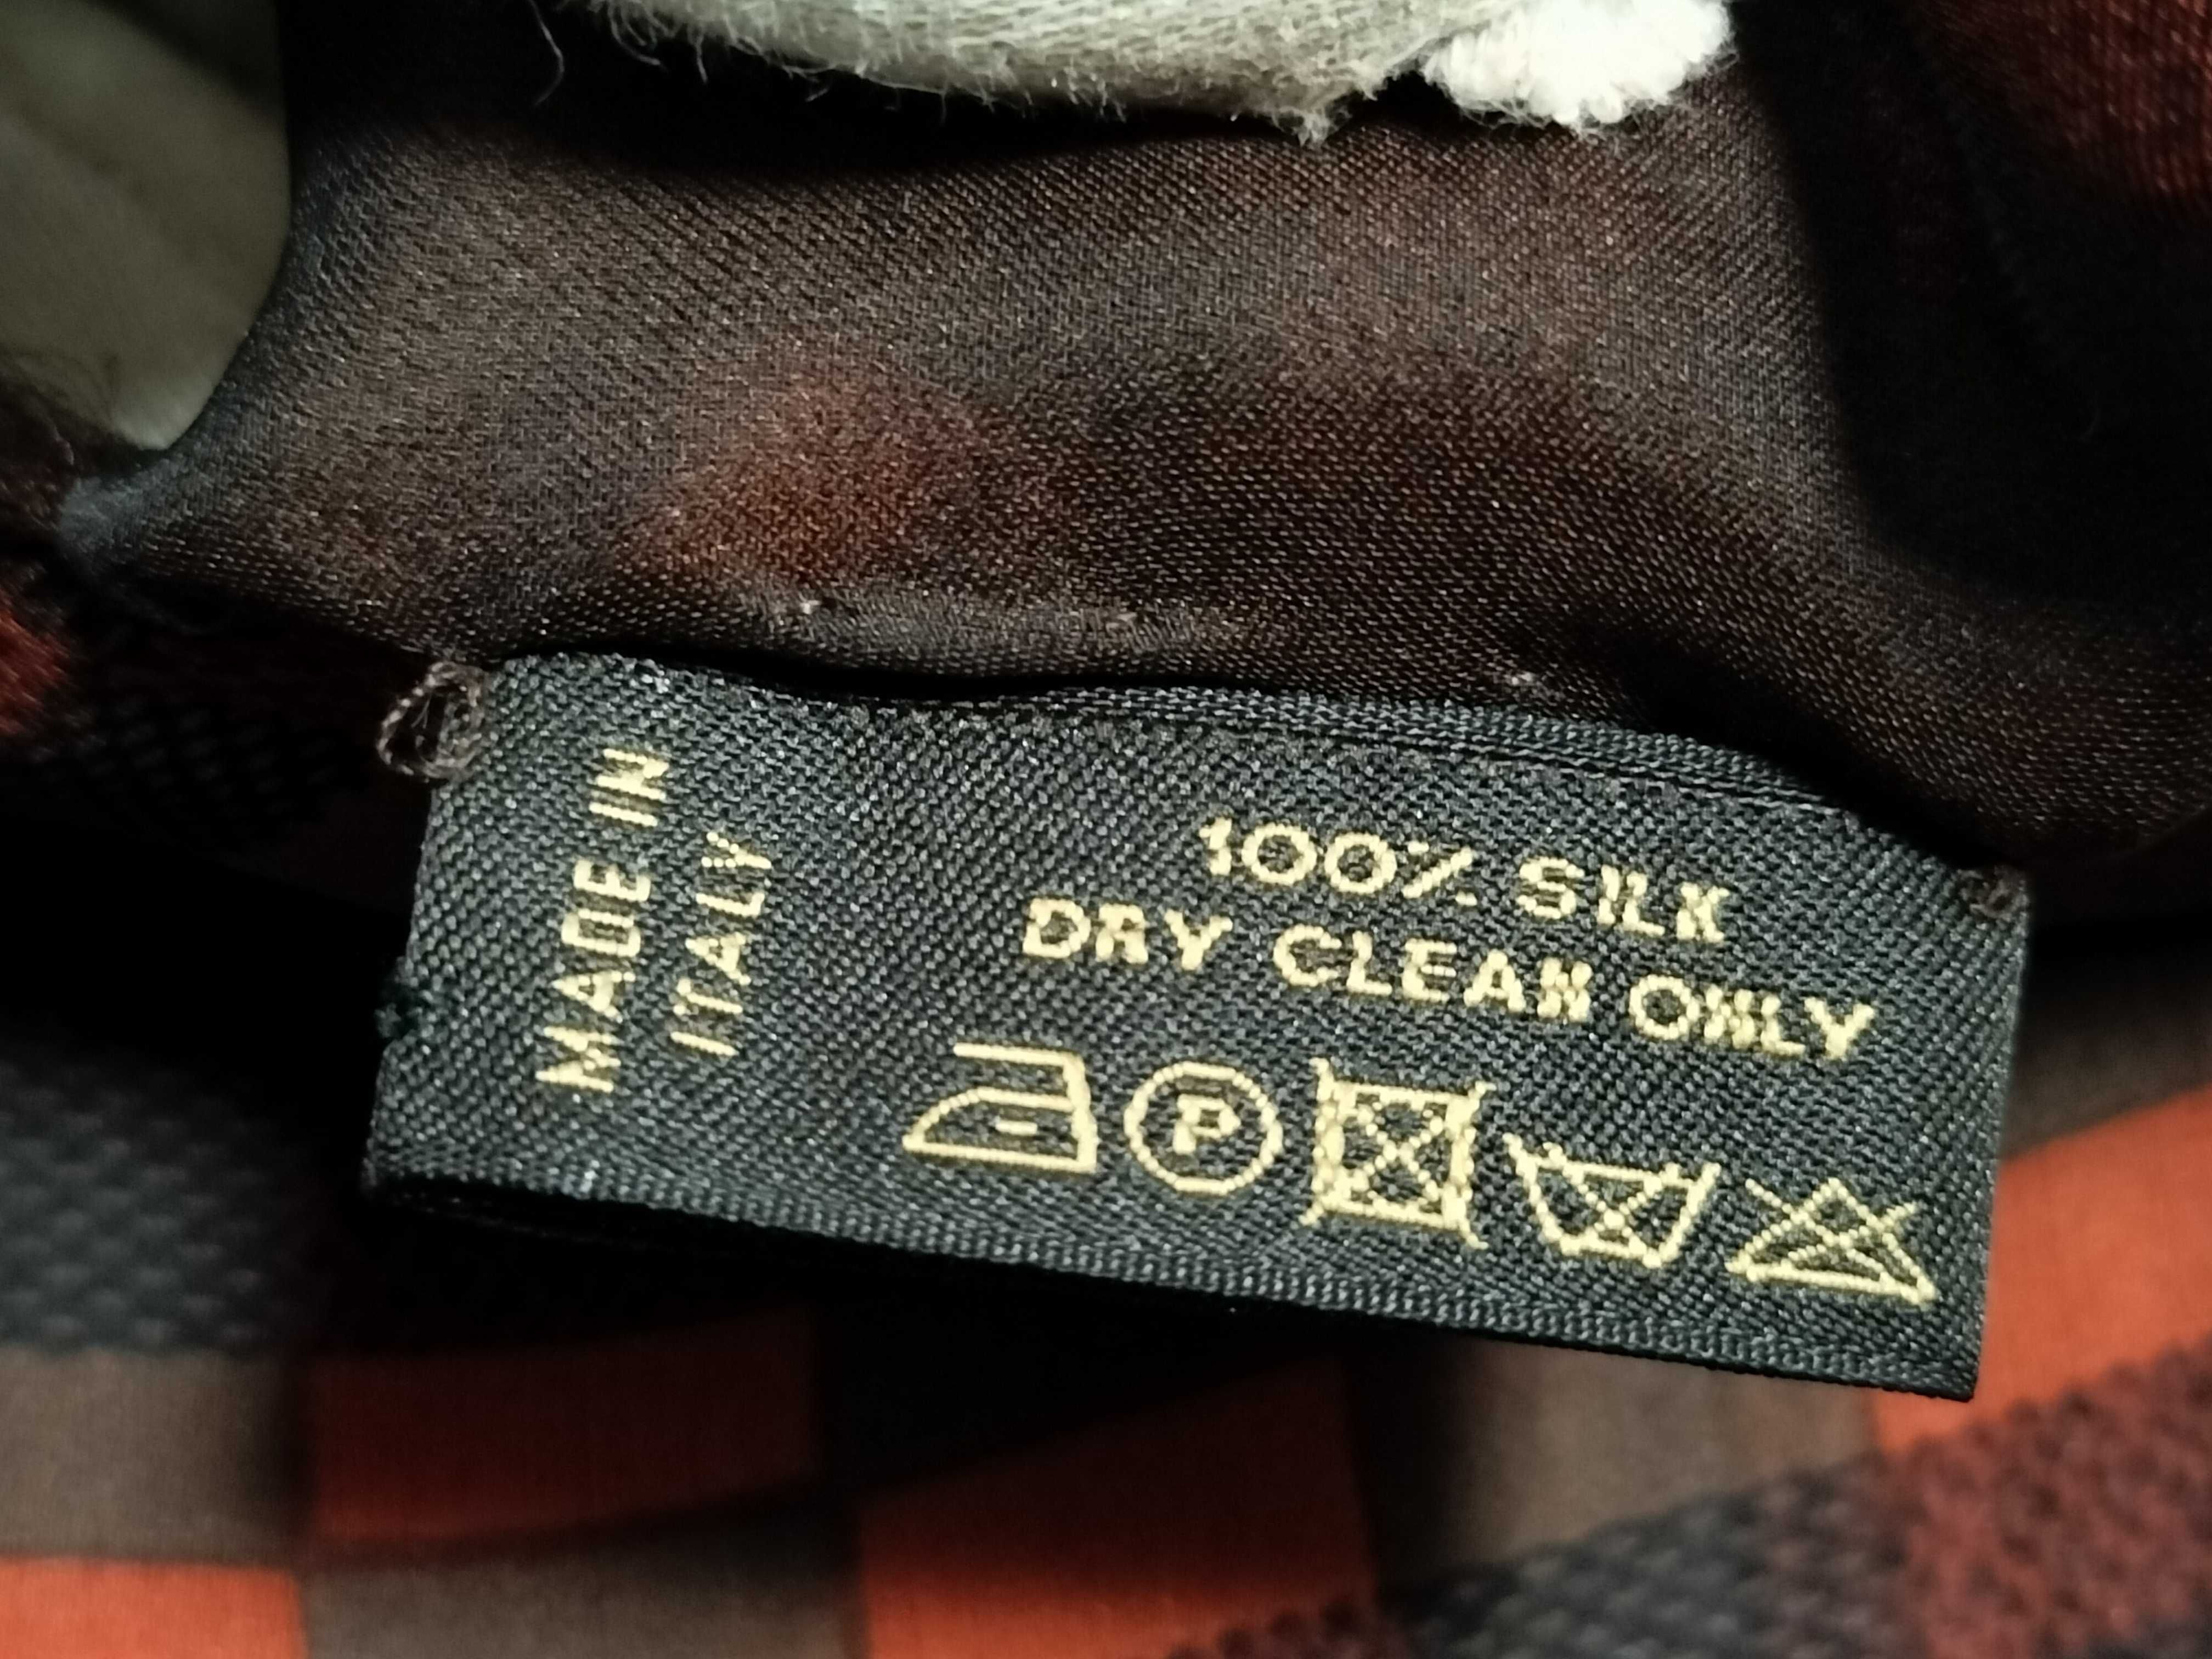 MADE IN
ITALY
100% SILK
DRY CLEAN ONLY
P